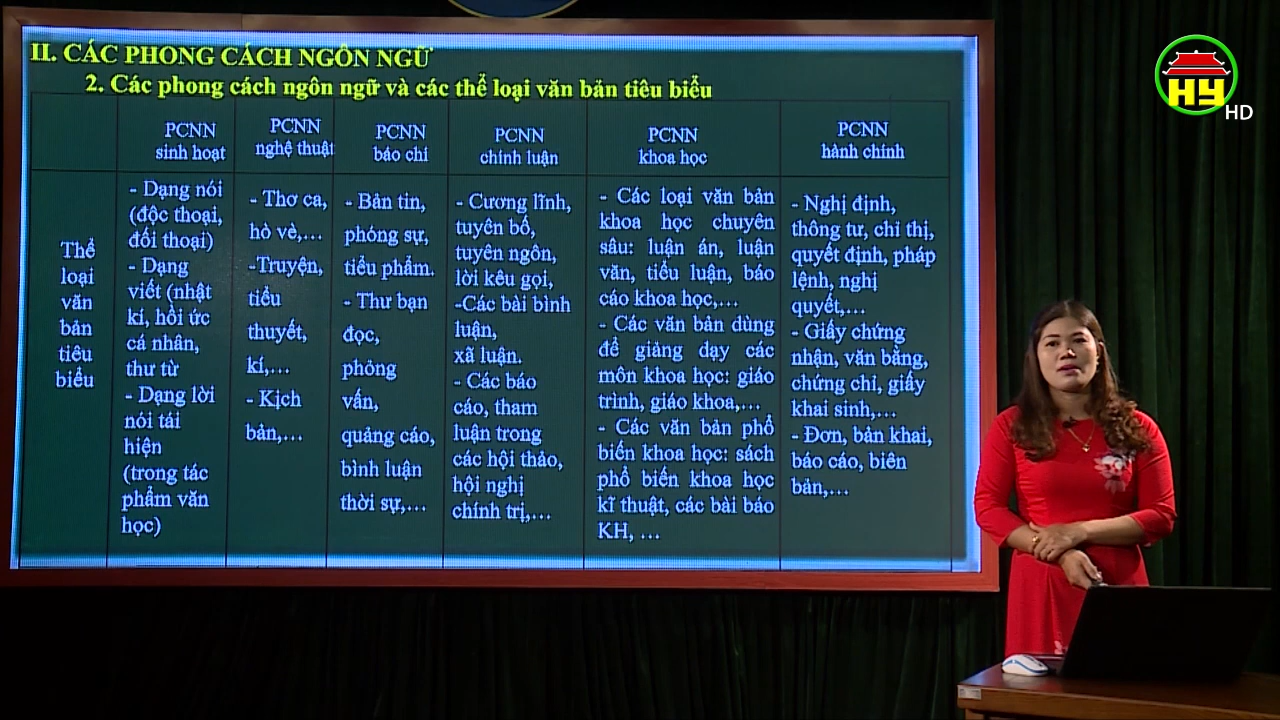 II. CÁC PHONG CÁCH NGÔN NGỮ
2. Các phong cách ngôn ngữ và các thể loại văn bản tiêu biểu
PCNN
sinh hoạt
PCNN
nghệ thuật
PCNN
báo chí
PCNN
chính luận
PCNN
khoa học
PCNN
hành chính
Thể
loại
văn
bản
tiêu
biểu
- Dạng nói
(độc thoại,
đối thoại)
- Dạng
viết (nhật
kí, hồi ức
cá nhân,
thư từ
- Dạng lời
nói tái
hiện
(trong tác
phẩm văn
học)
- Thơ ca,
hò vè,...
-Truyện,
tiểu
thuyết,
kí,...
- Kịch
bản,...
- Bản tin,
phóng sự,
tiểu phẩm.
- Thư bạn
đọc,
phỏng
vấn,
quảng cáo,
bình luận
thời sự,...
- Cương lĩnh,
tuyên bố,
tuyên ngôn,
lời kêu gọi,
-Các bài bình
luận,
xã luận.
- Các báo
cáo, tham
luận trong
các hội thảo,
hội nghị
chính trị,...
- Các loại văn bản
khoa học chuyên
sâu: luận án, luận
văn, tiểu luận, báo
cáo khoa học,...
- Các văn bản dùng
để giảng dạy các
môn khoa học: giáo
trình, giáo khoa,...
- Các văn bản phổ
biến khoa học: sách
phổ biến khoa học
kĩ thuật, các bài báo
KH, ...
- Nghị định,
thông tư, chỉ thị,
quyết định, pháp
lệnh, nghị
quyết,...
- Giấy chứng
nhận, văn bằng,
chứng chỉ, giấy
khai sinh,...
- Đơn, bản khai,
báo cáo, biên
bản,...
HY
HD